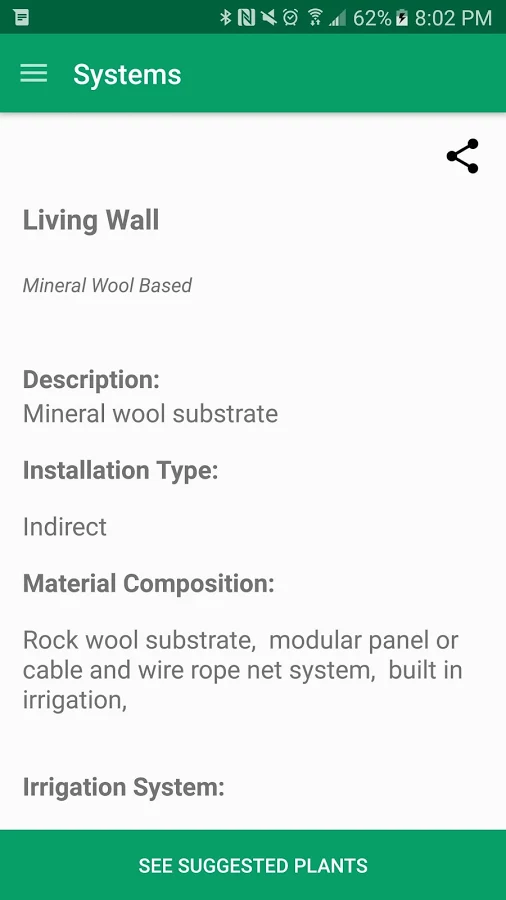 62% 8:02 PM
Systems
Living Wall
Mineral Wool Based
Description:
Mineral wool substrate
Installation Type:
Indirect
Material Composition:
Rock wool substrate,  modular panel or
cable and wire rope net system,  built in
irrigation,
Irrigation System:
SEE SUGGESTED PLANTS